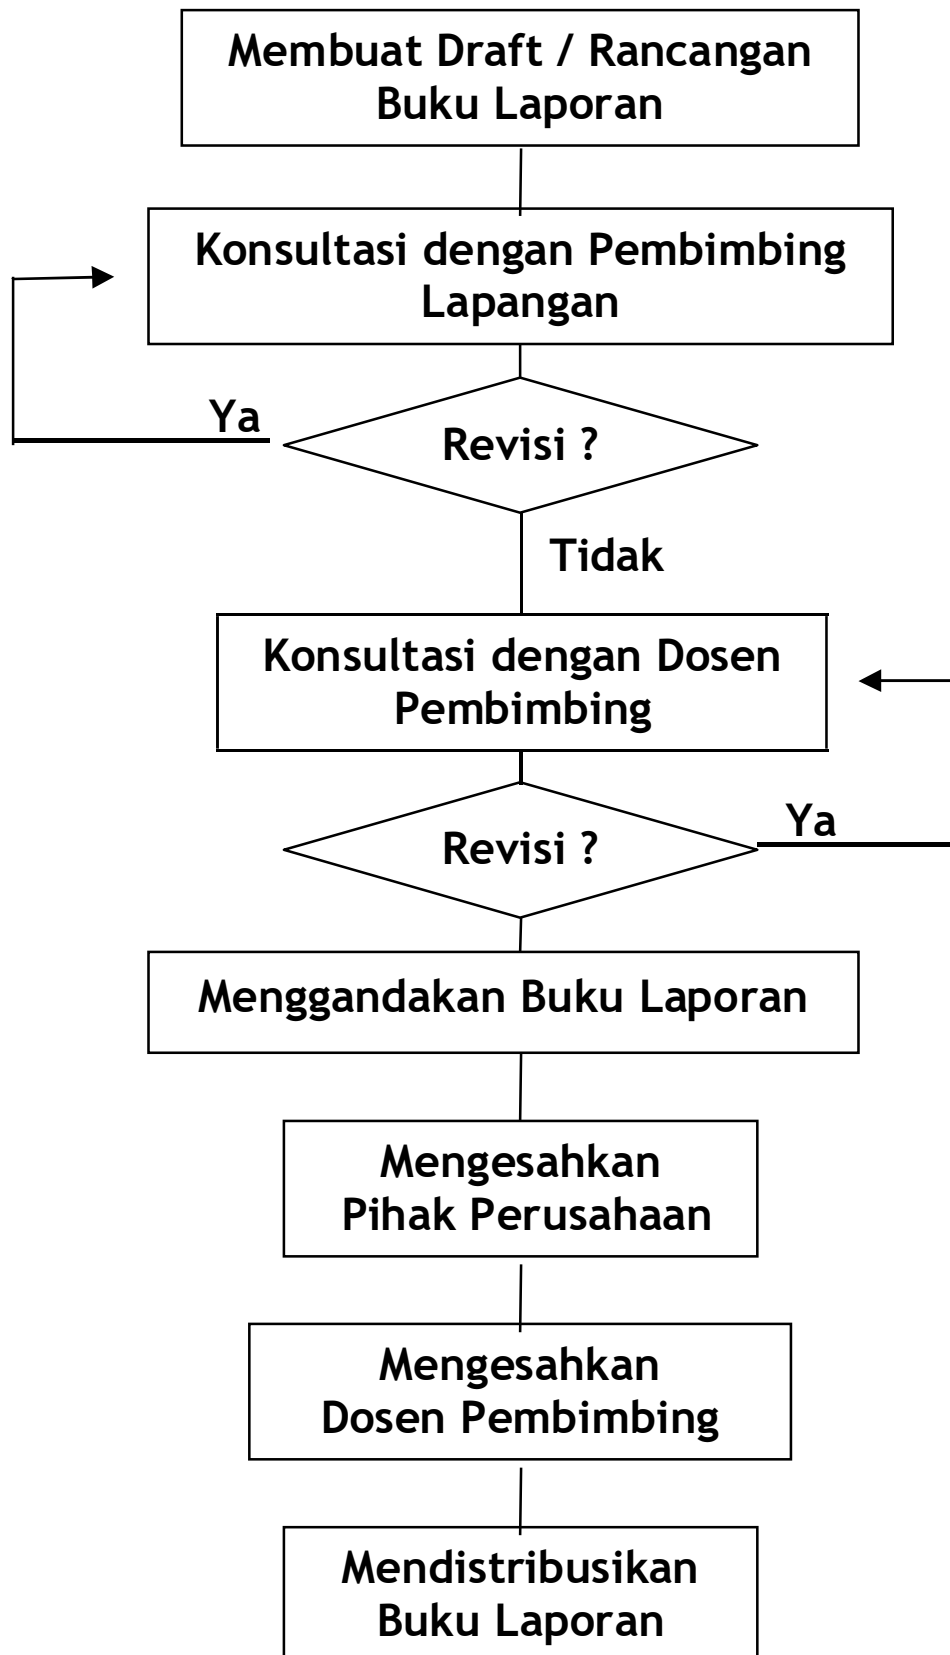 Membuat Draft / Rancangan
Buku Laporan
Konsultasi dengan Pembimbing
Lapangan
Ya
Revisi ?
Tidak
Konsultasi dengan Dosen
Pembimbing
Ya
Revisi ?
Menggandakan Buku Laporan
Mengesahkan
Pihak Perusahaan
Mengesahkan
Dosen Pembimbing
Mendistribusikan
Buku Laporan